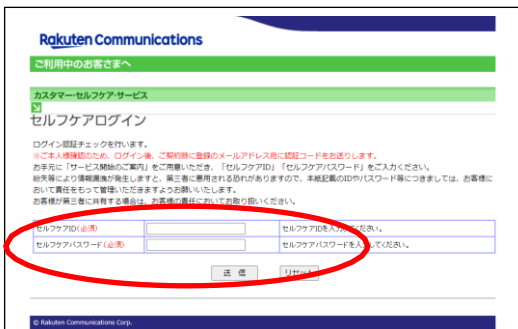 Rakuten Communications
ご利用中のお客さまへ
カスタマー・セルフケア・サービス
セルフケアログイン
ログイン認証チェックを行います。
※ご本人様確認のため、ログイン後、ご契約時に登録のメールアドレス宛に認証コードをお送りします。
お手元に「サービス開始のご案内」をご用意いただき、「セルフケアID」「セルフケアパスワード」をご入力ください。
紛失等により情報漏洩が発生しますと、第三者に悪用される恐れがありますので、本紙記載のIDやパスワード等につきましては、お客様に
おいて責任をもって管理いただきますようお願いいたします。
お客様が第三者に共有する場合は、お客様の責任においてお取り扱いください。
セルフケアID(必須) セルフケアIDを入力してください。
セルフケアパスワード(必須) セルフケアパスワードを入力してください。
送 信 リセット
© Rakuten Communications Corp.